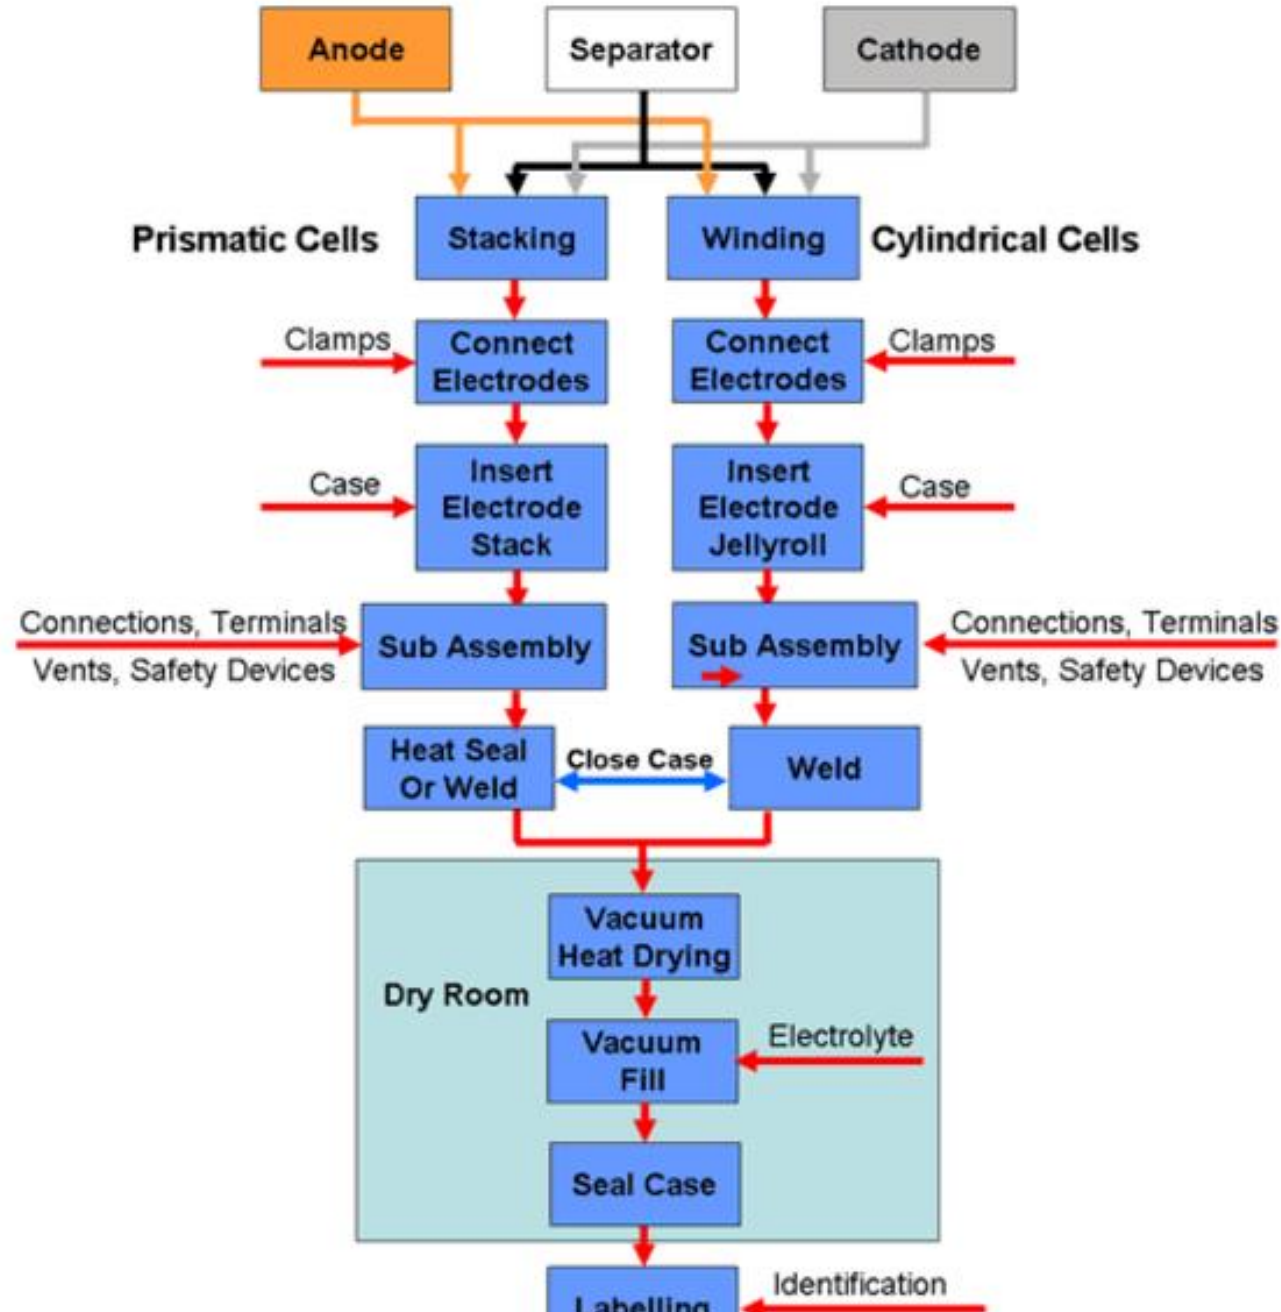 Anode
Separator
Cathode
Prismatic Cells
Stacking
Winding
Cylindrical Cells
Clamps
Connect
Electrodes
Connect
Electrodes
Clamps
Case
Insert
Electrode
Stack
Insert
Electrode
Jellyroll
Case
Connections, Terminals
Vents, Safety Devices
Sub Assembly
Sub Assembly
Connections, Terminals
Vents, Safety Devices
Heat Seal
Or Weld
Close Case
Weld
Dry Room
Vacuum
Heat Drying
Vacuum
Fill
Electrolyte
Seal Case
Labelling
Identification